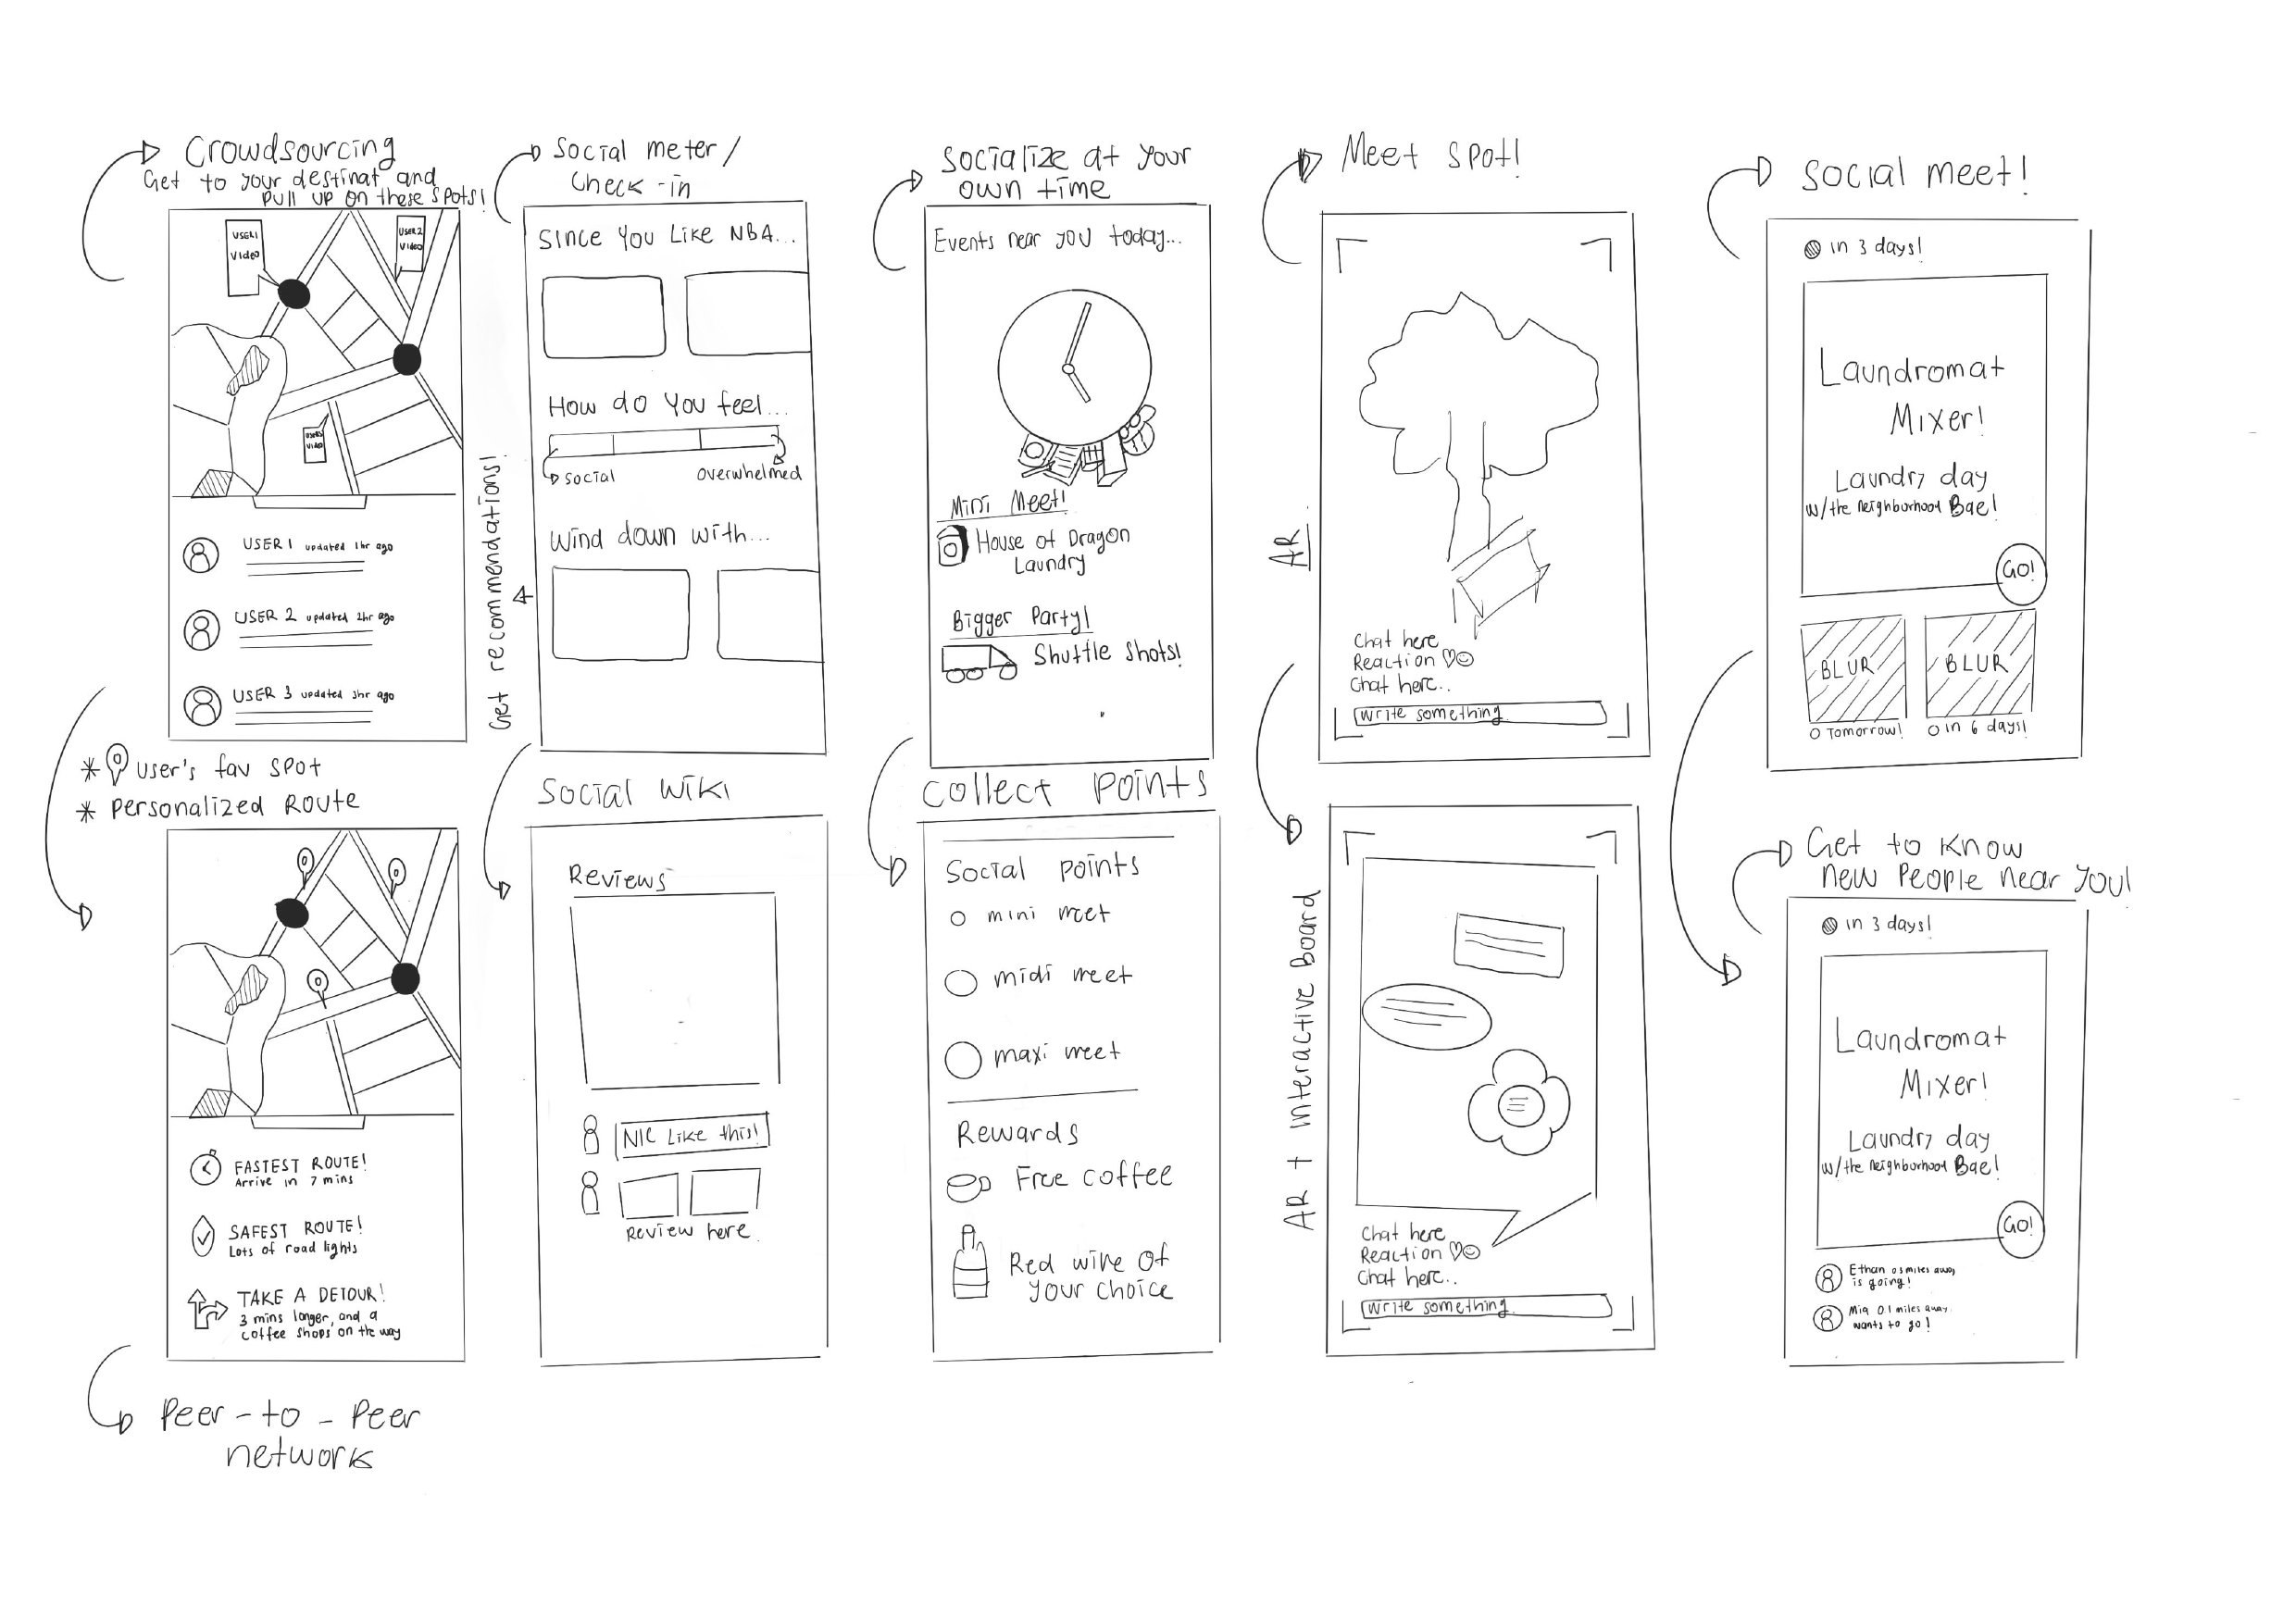 Crowdsourcing
Get to your destinat and
pull up on these spots!
USER1
Video
USER2
Video
USER3
Video
USER 1 updated 1hr ago
USER 2 updated 2hr ago
USER 3 updated 3hr ago
* User's fav spot
* Personalized Route
FASTEST ROUTE!
Arrive in 7 mins
SAFEST ROUTE!
Lots of road lights
TAKE A DETOUR!
3 mins longer, and a
coffee shops on the way
Peer-to-Peer
network
Social meter/
Check-in
Since You Like NBA...
How do You feel...
Social
Overwhelmed
Wind down with...
Get recommendations!
Social Wiki
Reviews
NIC Like this!
Review here
Socialize at your
own time
Events near you today...
Mini Meet!
House of Dragon
Laundry
Bigger Party!
Shuttle Shots!
Collect Points
Social points
mini meet
midi meet
maxi meet
Rewards
Free coffee
Red wine of
your choice
Meet spot!
AR
Chat here
Reaction ♡☺
Chat here..
Write something
AR + interactive Board
Chat here
Reaction ♡☺
Chat here..
Write something
Social meet!
in 3 days!
Laundromat
Mixer!
Laundry day
w/the neighborhood Bae!
GO!
BLUR
BLUR
Tomorrow!
in 6 days!
Get to know
new People near You!
in 3 days!
Laundromat
Mixer!
Laundry day
w/the neighborhood Bae!
GO!
Ethan 0.3 miles away
is going!
Mia 0.1 miles away
wants to go!